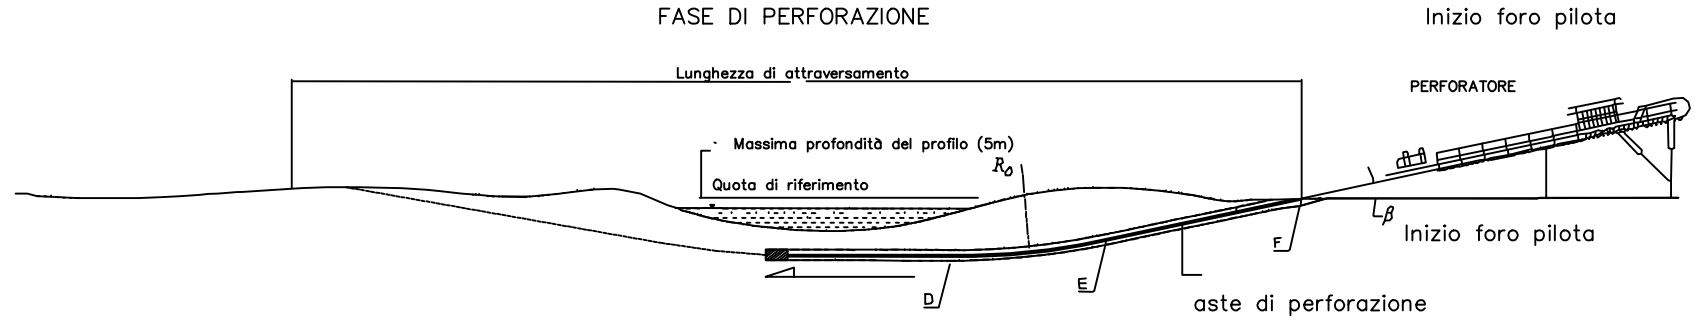 FASE DI PERFORAZIONE
Inizio foro pilota
Lunghezza di attraversamento
PERFORATORE
Massima profondità del profilo (5m)
R₀
Quota di riferimento
β
Inizio foro pilota
F
E
D
aste di perforazione